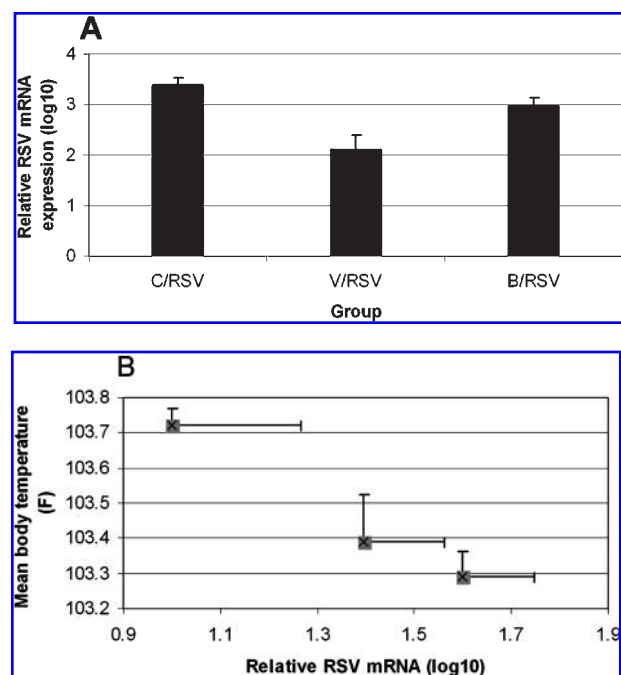 A
Relative RSV mRNA
expression (log10)
4
3
2
1
0
C/RSV V/RSV B/RSV
Group
B
Mean body temperature
(F)
103.8
103.7
103.6
103.5
103.4
103.3
103.2
0.9 1.1 1.3 1.5 1.7 1.9
Relative RSV mRNA (log10)